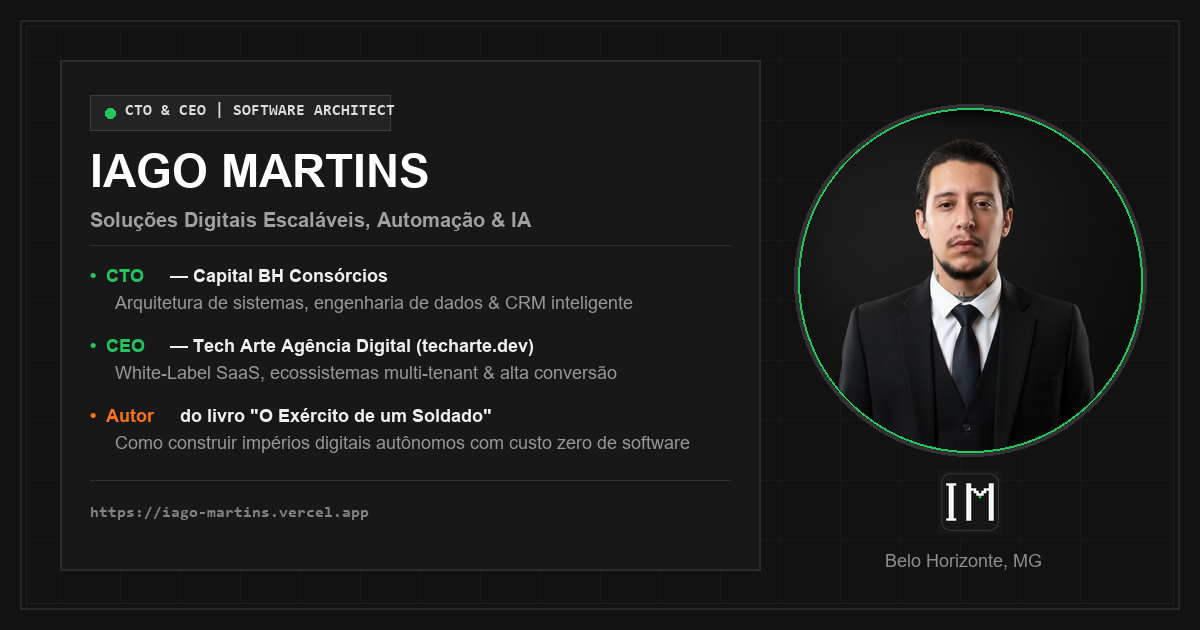 CTO & CEO | SOFTWARE ARCHITECT
IAGO MARTINS
Soluções Digitais Escaláveis, Automação & IA
• CTO — Capital BH Consórcios
Arquitetura de sistemas, engenharia de dados & CRM inteligente
• CEO — Tech Arte Agência Digital (techarte.dev)
White-Label SaaS, ecossistemas multi-tenant & alta conversão
• Autor do livro "O Exército de um Soldado"
Como construir impérios digitais autônomos com custo zero de software
https://iago-martins.vercel.app
IM
Belo Horizonte, MG